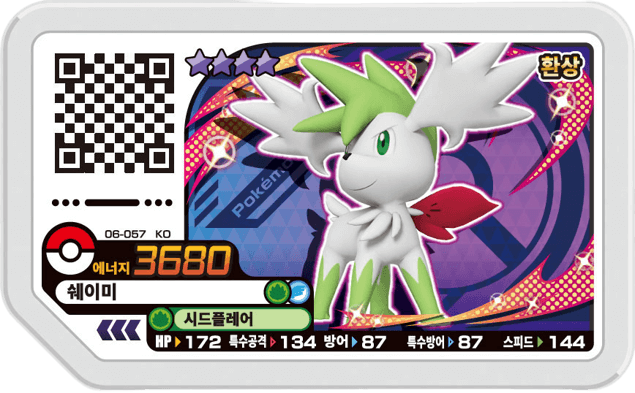 환상
Pokémo
06-057 KO
에너지 3680
쉐이미
시드플레어
HP 172 특수공격 134 방어 87 특수방어 87 스피드 144